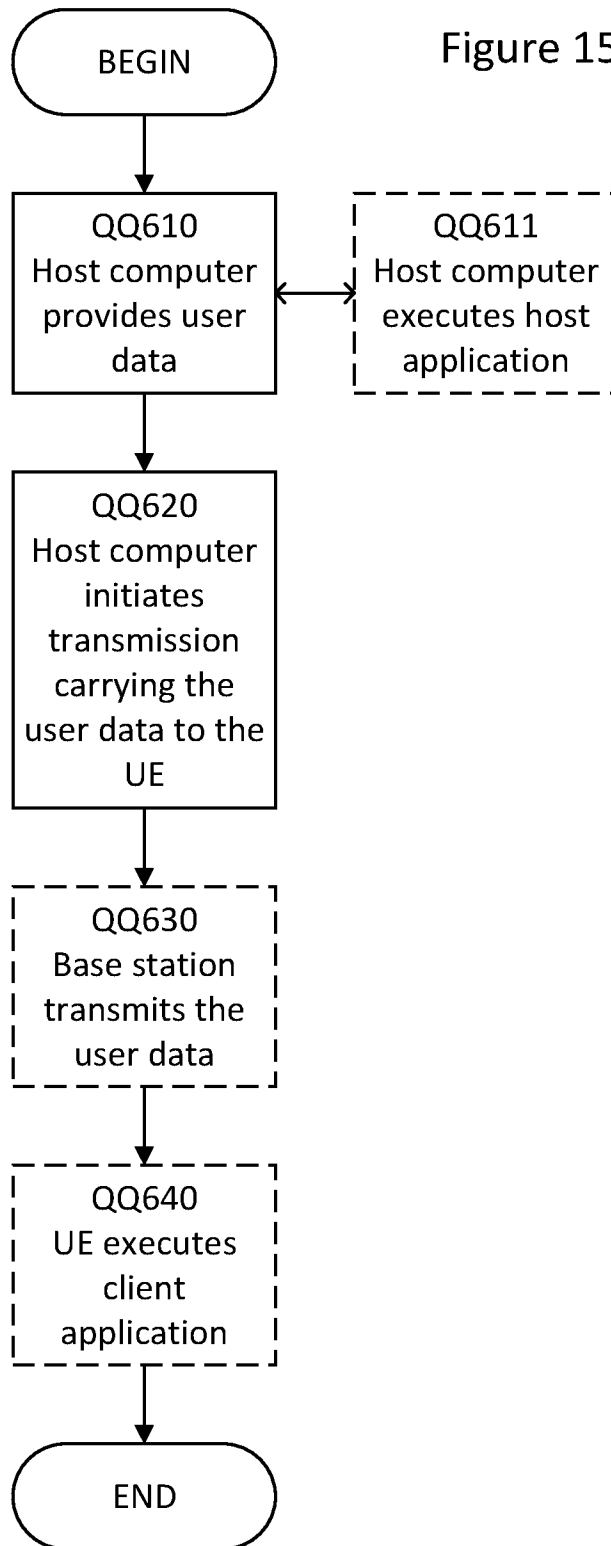 BEGIN
Figure 15
QQ610
Host computer
provides user
data
QQ611
Host computer
executes host
application
QQ620
Host computer
initiates
transmission
carrying the
user data to the
UE
QQ630
Base station
transmits the
user data
QQ640
UE executes
client
application
END